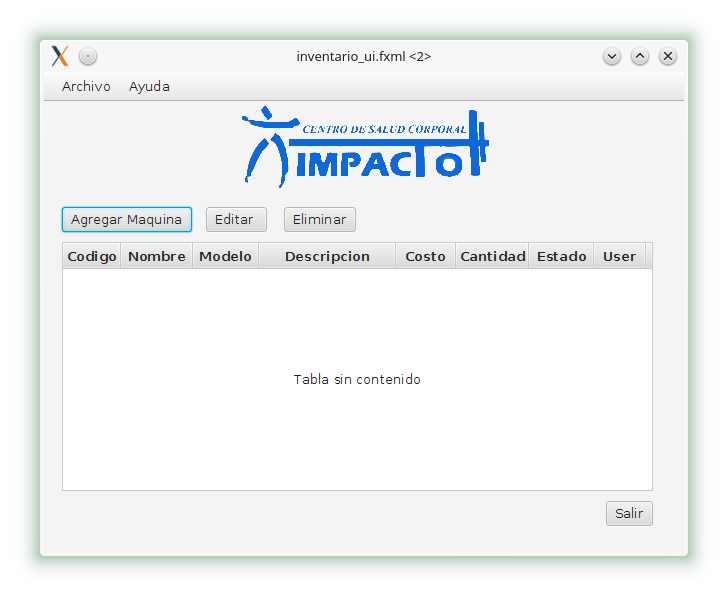 inventario_ui.fxml <2>
Archivo Ayuda
CENTRO DE SALUD CORPORAL
IMPACTO
Agregar Maquina Editar Eliminar
Codigo Nombre Modelo Descripcion Costo Cantidad Estado User
Tabla sin contenido
Salir